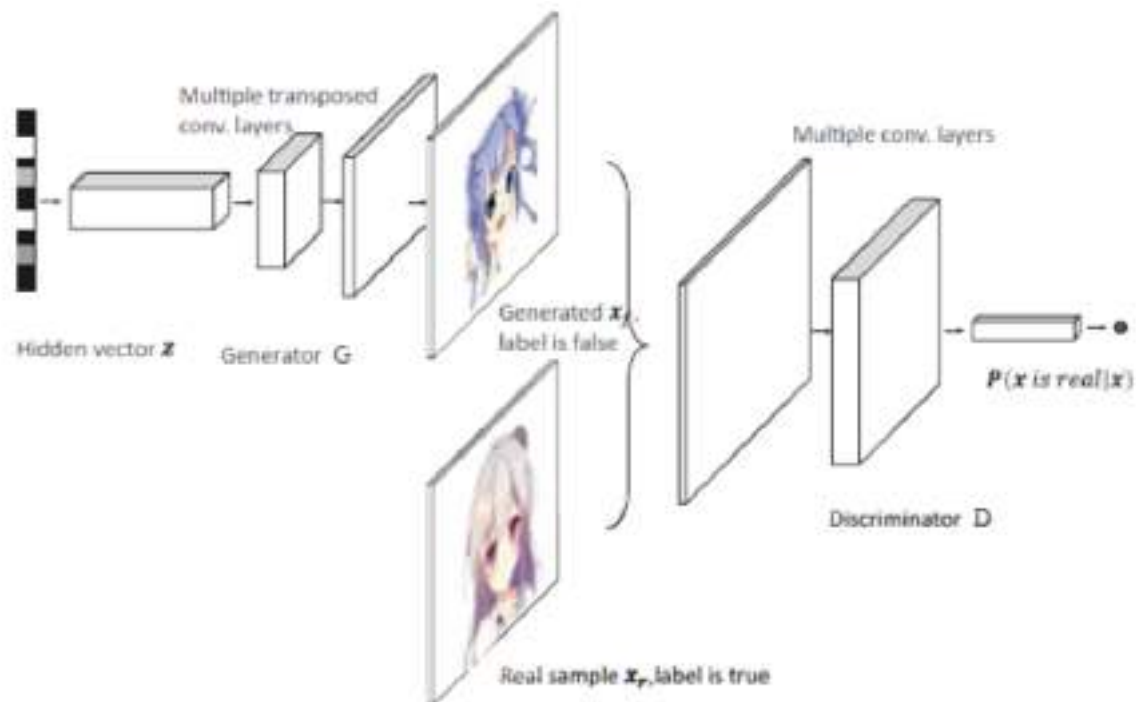 Multiple transposed
conv. layers
Multiple conv. layers
Hidden vector z
Generator G
Generated x_f,
label is false
P(x is real|x)
Discriminator D
Real sample x_r,label is true